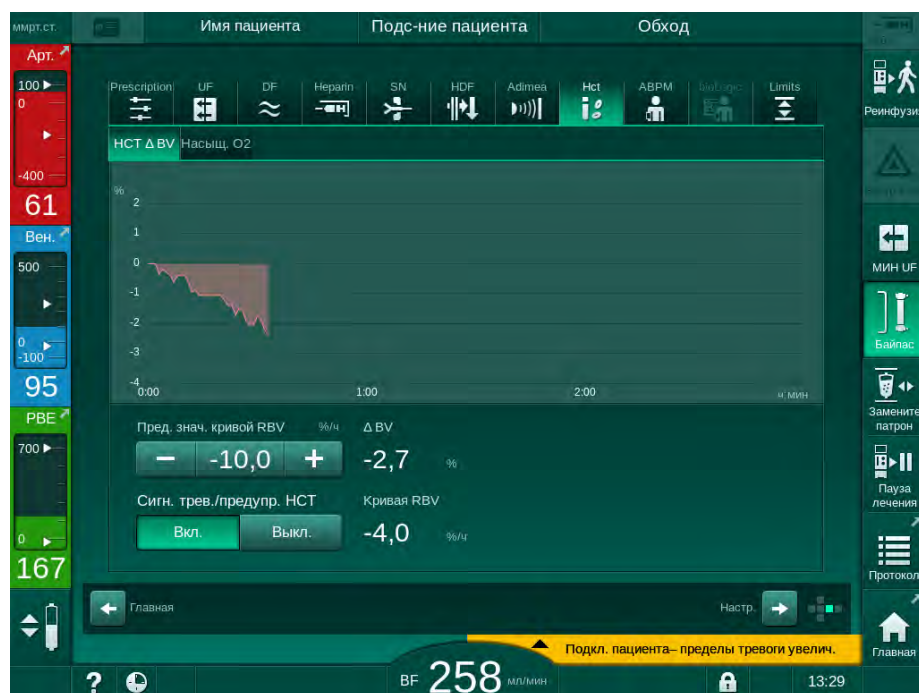 ммрт.ст.
Имя пациента
Подс-ние пациента
Обход
Арт.
100
0
-400
61
Вен.
500
0
-100
95
PBE
700
0
167
Prescription
UF
DF
Heparin
SN
HDF
Adimea
Hct
ABPM
Limits
HCT Δ BV
Насыщ. O2
%
2
1
0
-1
-2
-3
-4
0:00
1:00
2:00
ч:мин
Пред. знач. кривой RBV %/ч
Δ BV
− -10,0 +
-2,7 %
Сигн. трев./предупр. HCT
Кривая RBV
Вкл.
Выкл.
-4,0 %/ч
Главная
Настр.
Подкл. пациента– пределы тревоги увелич.
?
BF 258 мл/мин
13:29
Реинфузи
МИН UF
Байпас
Замените
патрон
Пауза
лечения
Протокол
Главная